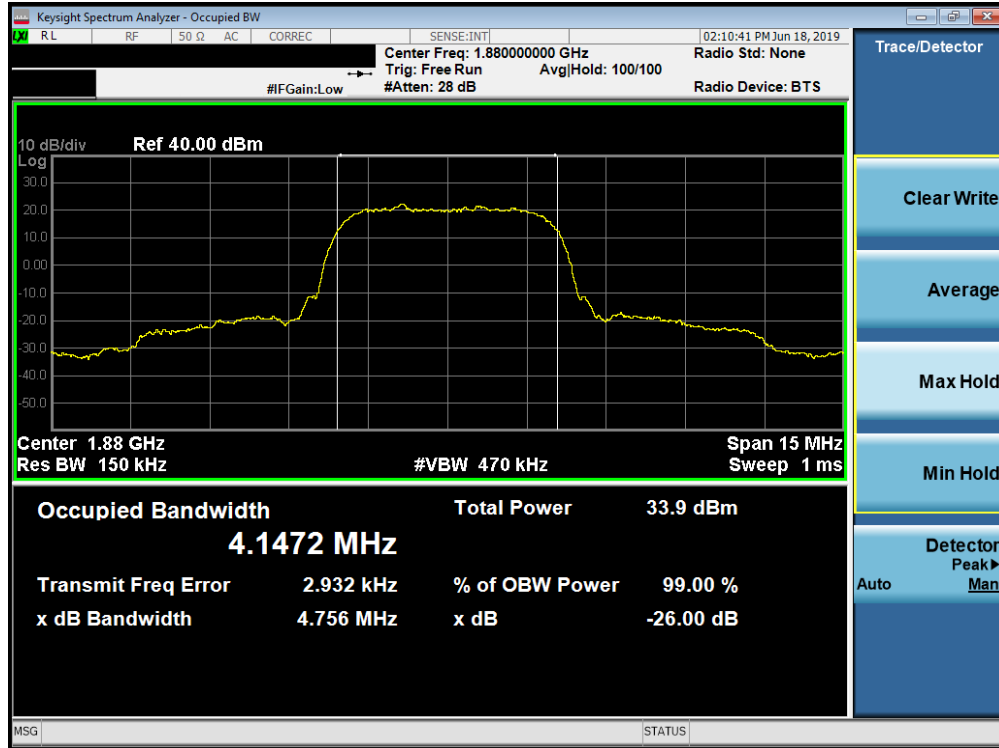 Keysight Spectrum Analyzer - Occupied BW
LXI RL RF 50 Ω AC CORREC SENSE:INT 02:10:41 PM Jun 18, 2019
Center Freq: 1.880000000 GHz Radio Std: None
Trig: Free Run Avg|Hold: 100/100
#IFGain:Low #Atten: 28 dB Radio Device: BTS
10 dB/div Ref 40.00 dBm
Log
30.0
20.0
10.0
0.00
-10.0
-20.0
-30.0
-40.0
-50.0
Center 1.88 GHz Span 15 MHz
Res BW 150 kHz #VBW 470 kHz Sweep 1 ms
Occupied Bandwidth Total Power 33.9 dBm
4.1472 MHz
Transmit Freq Error 2.932 kHz % of OBW Power 99.00 %
x dB Bandwidth 4.756 MHz x dB -26.00 dB
MSG STATUS
Trace/Detector
Clear Write
Average
Max Hold
Min Hold
Detector
Peak▶
Auto Man